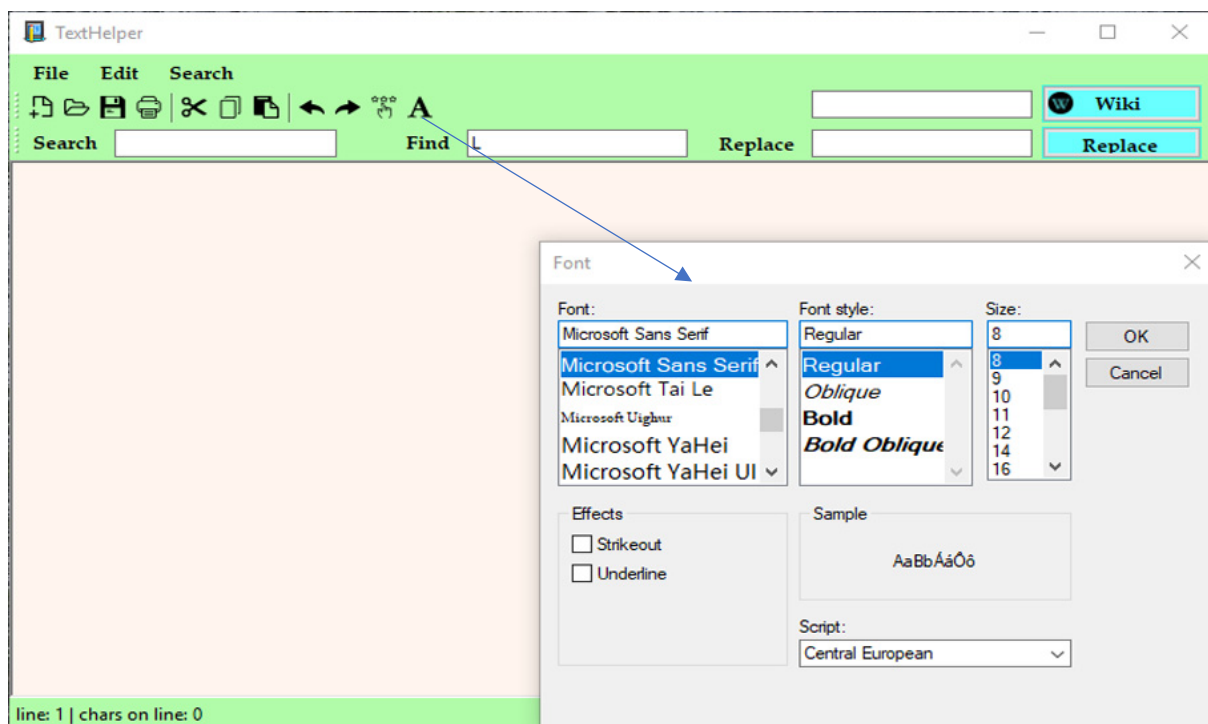 TextHelper
File Edit Search
A
W Wiki
Search Find L Replace Replace
Font
Font: Font style: Size:
Microsoft Sans Serif Regular 8
Microsoft Sans Serif Regular 8
Microsoft Tai Le Oblique 9
Microsoft Uighur Bold 10
Microsoft YaHei Bold Oblique 11
Microsoft YaHei UI 12
14
16
OK
Cancel
Effects
Strikeout
Underline
Sample
AaBbÁáÔô
Script:
Central European
line: 1 | chars on line: 0